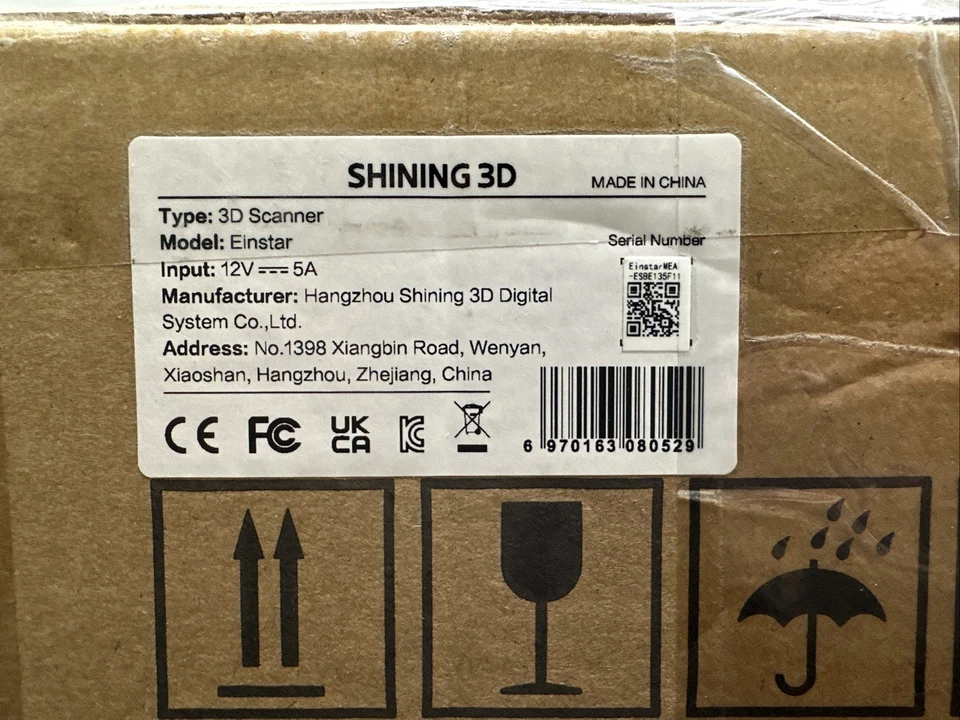 SHINING 3D
MADE IN CHINA
Type: 3D Scanner
Model: Einstar
Serial Number
Input: 12V⎓5A
EinstarMEA
-ESBE135F11
Manufacturer: Hangzhou Shining 3D Digital
System Co.,Ltd.
Address: No.1398 Xiangbin Road, Wenyan,
Xiaoshan, Hangzhou, Zhejiang, China
CE FC UK
CA
6 970163 080529